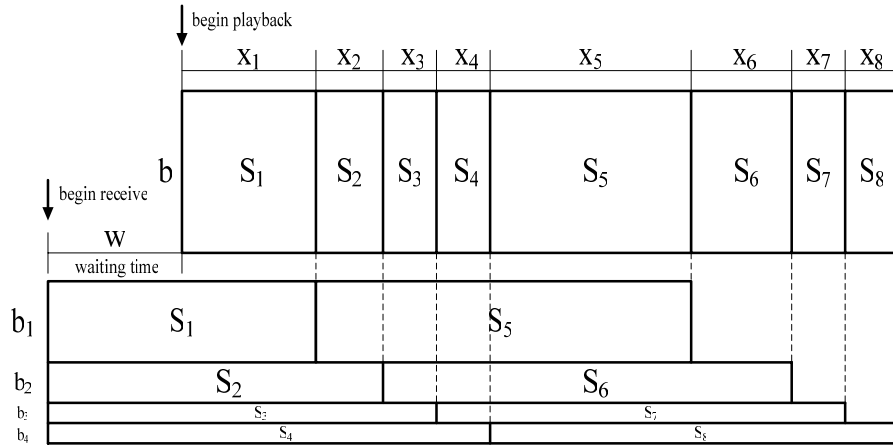 begin playback
x1 x2 x3 x4 x5 x6 x7 x8
b S1 S2 S3 S4 S5 S6 S7 S8
begin receive
w
waiting time
b1 S1 S5
b2 S2 S6
b3 S3 S7
b4 S4 S8